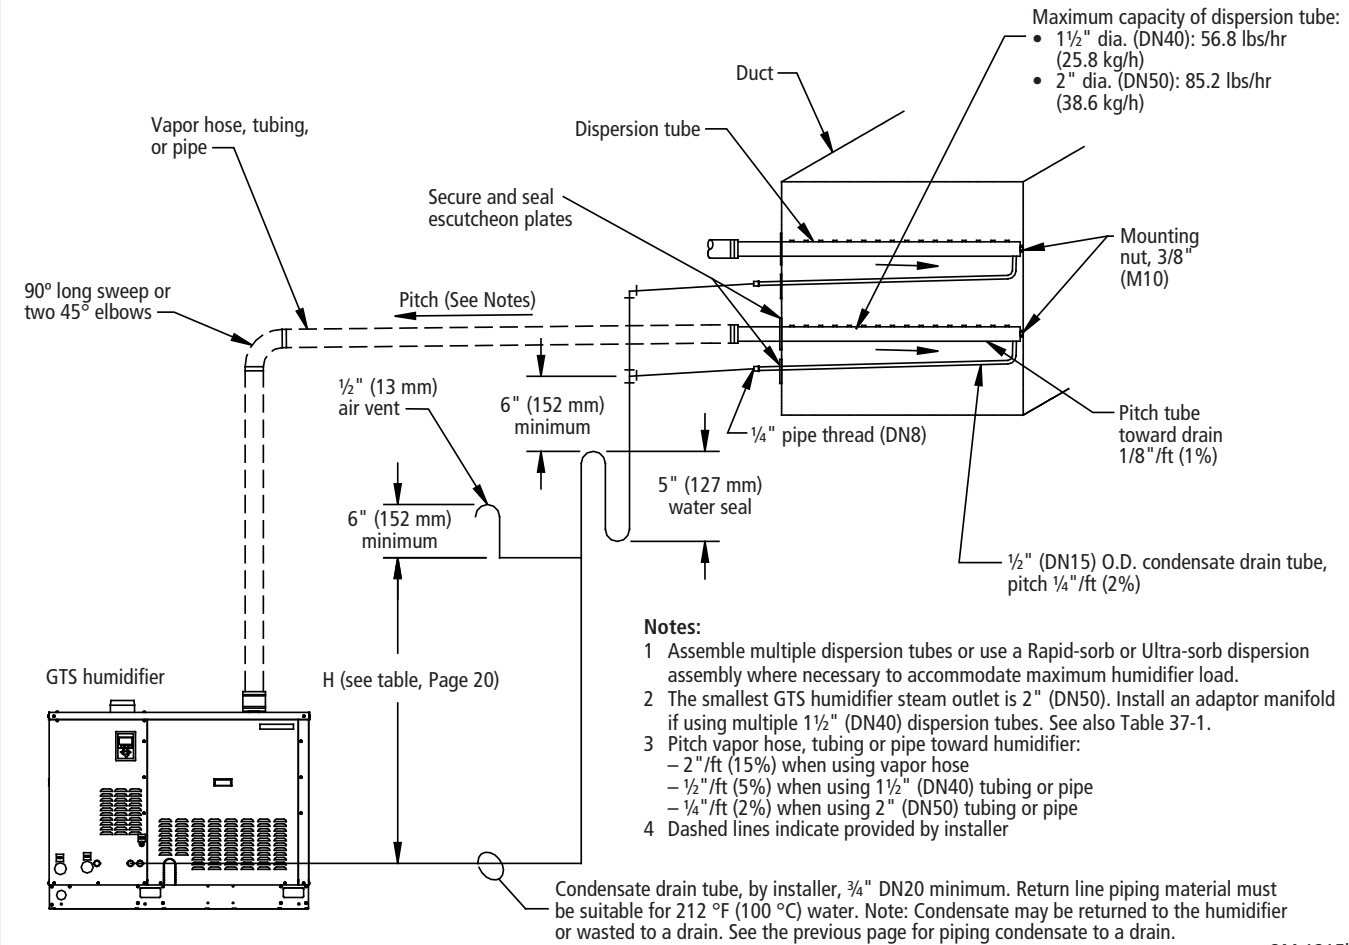 Maximum capacity of dispersion tube:
• 1½" dia. (DN40): 56.8 lbs/hr
(25.8 kg/h)
• 2" dia. (DN50): 85.2 lbs/hr
(38.6 kg/h)
Duct
Vapor hose, tubing,
or pipe
Dispersion tube
Secure and seal
escutcheon plates
Mounting
nut, 3/8"
(M10)
90º long sweep or
two 45° elbows
Pitch (See Notes)
½" (13 mm)
air vent
6" (152 mm)
minimum
¼" pipe thread (DN8)
Pitch tube
toward drain
1/8"/ft (1%)
5" (127 mm)
water seal
6" (152 mm)
minimum
½" (DN15) O.D. condensate drain tube,
pitch ¼"/ft (2%)
H (see table, Page 20)
GTS humidifier
Notes:
1 Assemble multiple dispersion tubes or use a Rapid-sorb or Ultra-sorb dispersion
assembly where necessary to accommodate maximum humidifier load.
2 The smallest GTS humidifier steam outlet is 2" (DN50). Install an adaptor manifold
if using multiple 1½" (DN40) dispersion tubes. See also Table 37-1.
3 Pitch vapor hose, tubing or pipe toward humidifier:
– 2"/ft (15%) when using vapor hose
– ½"/ft (5%) when using 1½" (DN40) tubing or pipe
– ¼"/ft (2%) when using 2" (DN50) tubing or pipe
4 Dashed lines indicate provided by installer
Condensate drain tube, by installer, ¾" DN20 minimum. Return line piping material must
be suitable for 212 °F (100 °C) water. Note: Condensate may be returned to the humidifier
or wasted to a drain. See the previous page for piping condensate to a drain.